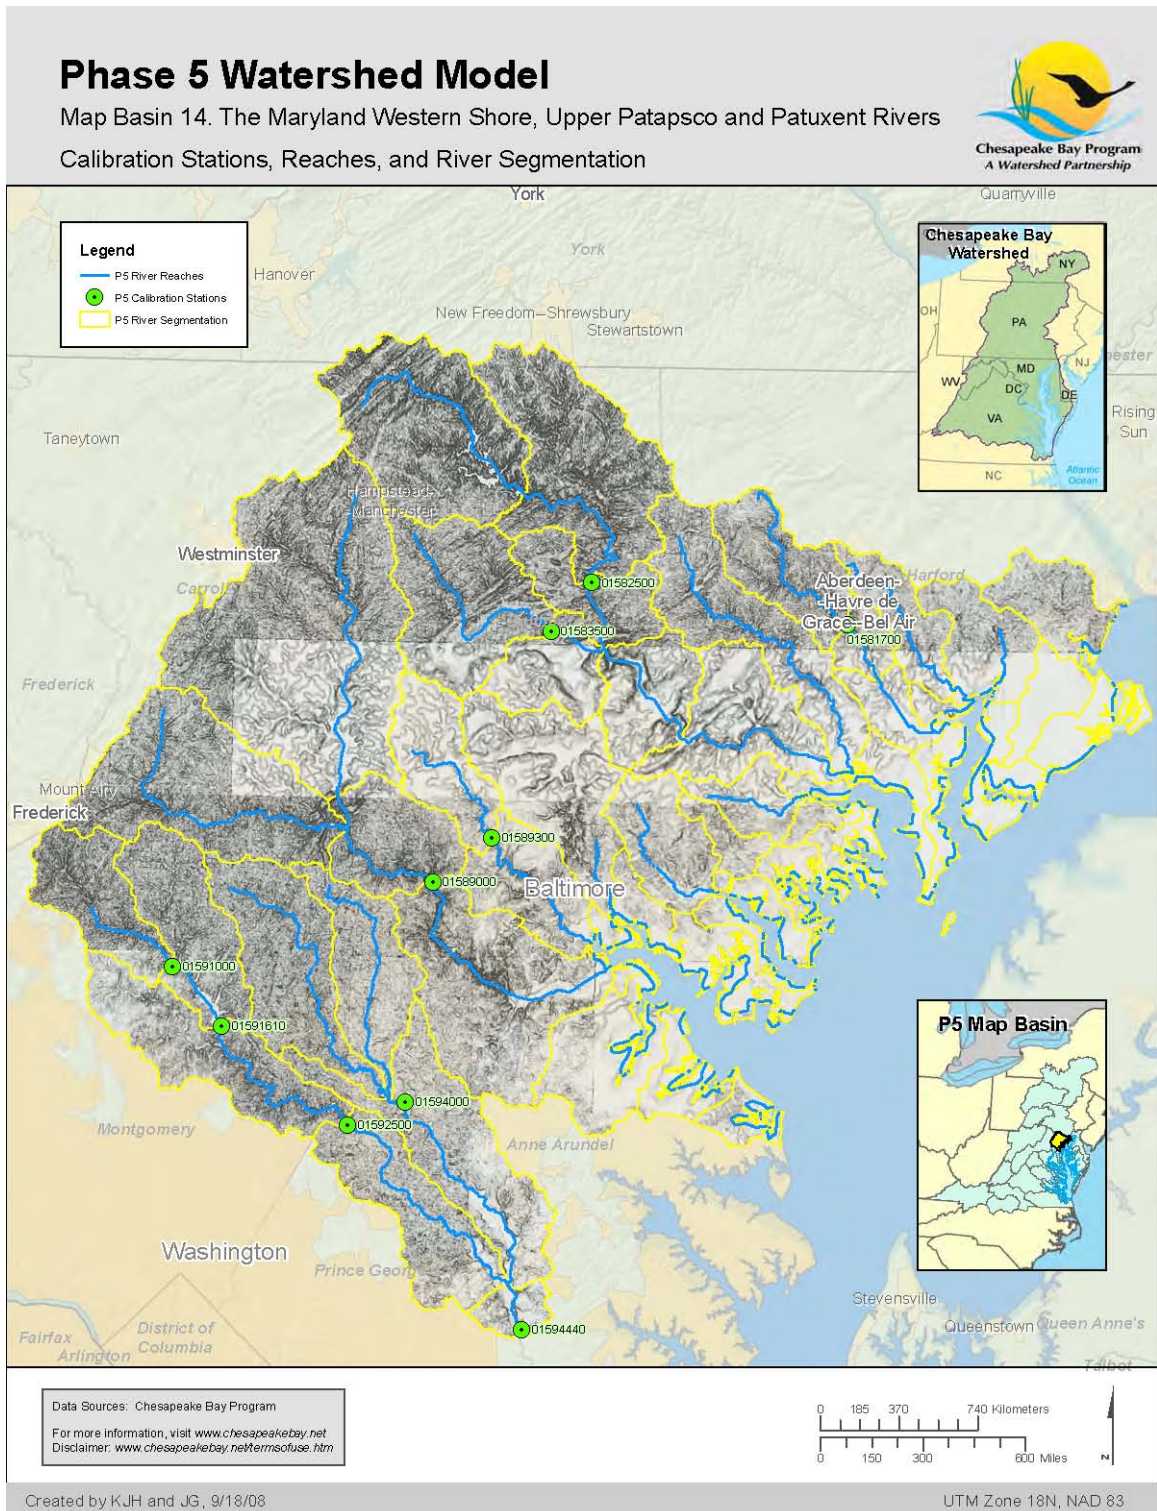 Phase 5 Watershed Model
Map Basin 14. The Maryland Western Shore, Upper Patapsco and Patuxent Rivers
Calibration Stations, Reaches, and River Segmentation
Chesapeake Bay Program
A Watershed Partnership
York
Quarryville
Legend
P5 River Reaches
P5 Calibration Stations
P5 River Segmentation
Hanover
York
New Freedom–Shrewsbury
Stewartstown
Chesapeake Bay
Watershed
NY
OH
PA
NJ
MD
WV
DC
DE
VA
NC
Atlantic
Ocean
Rising
Sun
Taneytown
Hampstead-
-Manchester
Westminster
Carroll
01582500
Aberdeen-
-Havre de
Grace--Bel Air
Harford
01583500
01581700
Frederick
Mount Airy
Frederick
01589300
01589000
Baltimore
01591000
01591610
P5 Map Basin
01594000
01592500
Montgomery
Anne Arundel
Washington
Prince Georg
Stevensville
Queenstown
Queen Anne's
01594440
Fairfax
District of
Columbia
Arlington
Talbot
Data Sources: Chesapeake Bay Program
For more information, visit www.chesapeakebay.net
Disclaimer: www.chesapeakebay.net/termsofuse.htm
0 185 370 740 Kilometers
0 150 300 600 Miles
N
Created by KJH and JG, 9/18/08
UTM Zone 18N, NAD 83